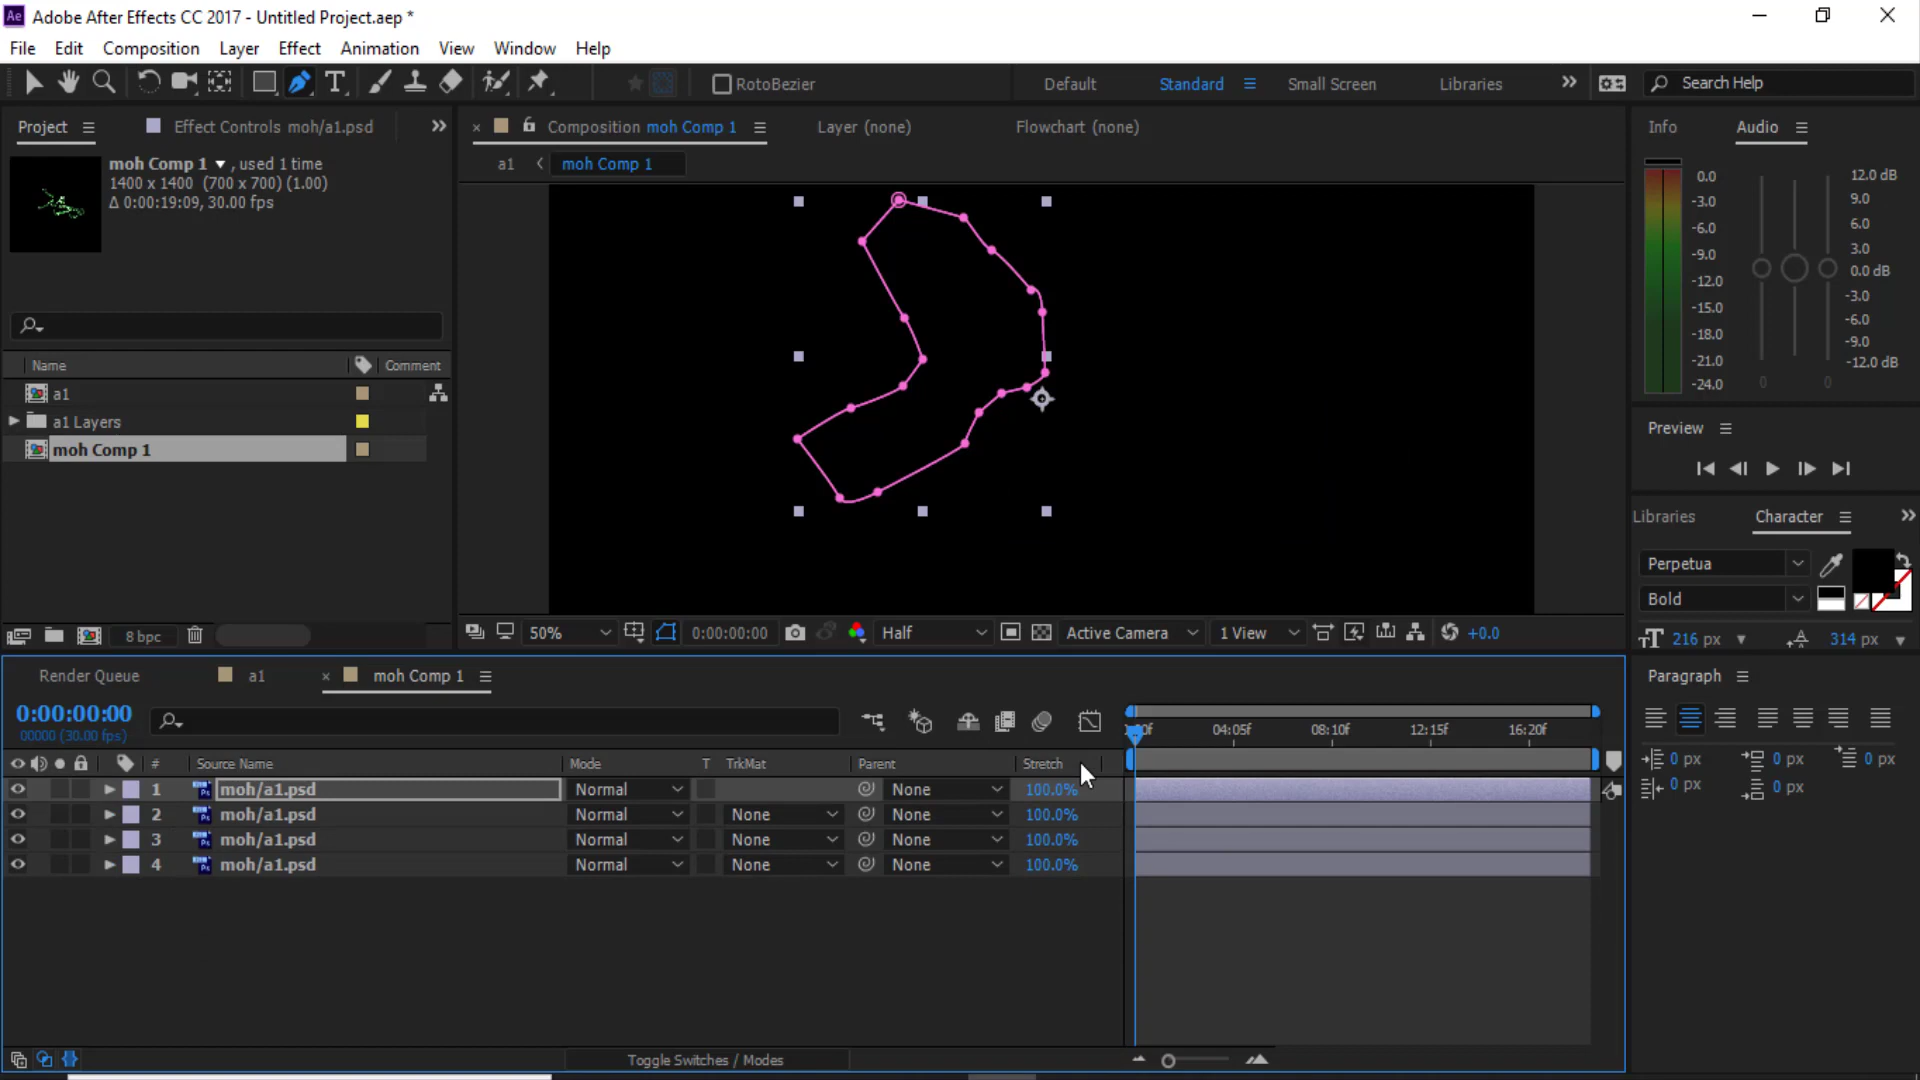 Ae Adobe After Effects CC 2017 - Untitled Project.aep *
File Edit Composition Layer Effect Animation View Window Help
RotoBezier Default Standard Small Screen Libraries Search Help
Project Effect Controls moh/a1.psd Composition moh Comp 1 Layer (none) Flowchart (none) Info Audio
a1 moh Comp 1
moh Comp 1 , used 1 time
1400 x 1400 (700 x 700) (1.00)
Δ 0:00:19:09, 30.00 fps
0.0
-3.0
-6.0
-9.0
-12.0
-15.0
-18.0
-21.0
-24.0
12.0 dB
9.0
6.0
3.0
0.0 dB
-3.0
-6.0
-9.0
-12.0 dB
0 0
Name Comment
a1
a1 Layers
moh Comp 1
Preview
Libraries Character
Perpetua
Bold
216 px 314 px
8 bpc
50% 0:00:00:00 Half Active Camera 1 View +0.0
Render Queue a1 moh Comp 1
0:00:00:00
00000 (30.00 fps)
04:05f 08:10f 12:15f 16:20f
# Source Name Mode T TrkMat Parent Stretch
1 moh/a1.psd Normal None 100.0%
2 moh/a1.psd Normal None None 100.0%
3 moh/a1.psd Normal None None 100.0%
4 moh/a1.psd Normal None None 100.0%
Toggle Switches / Modes
Paragraph
0 px 0 px 0 px
0 px 0 px